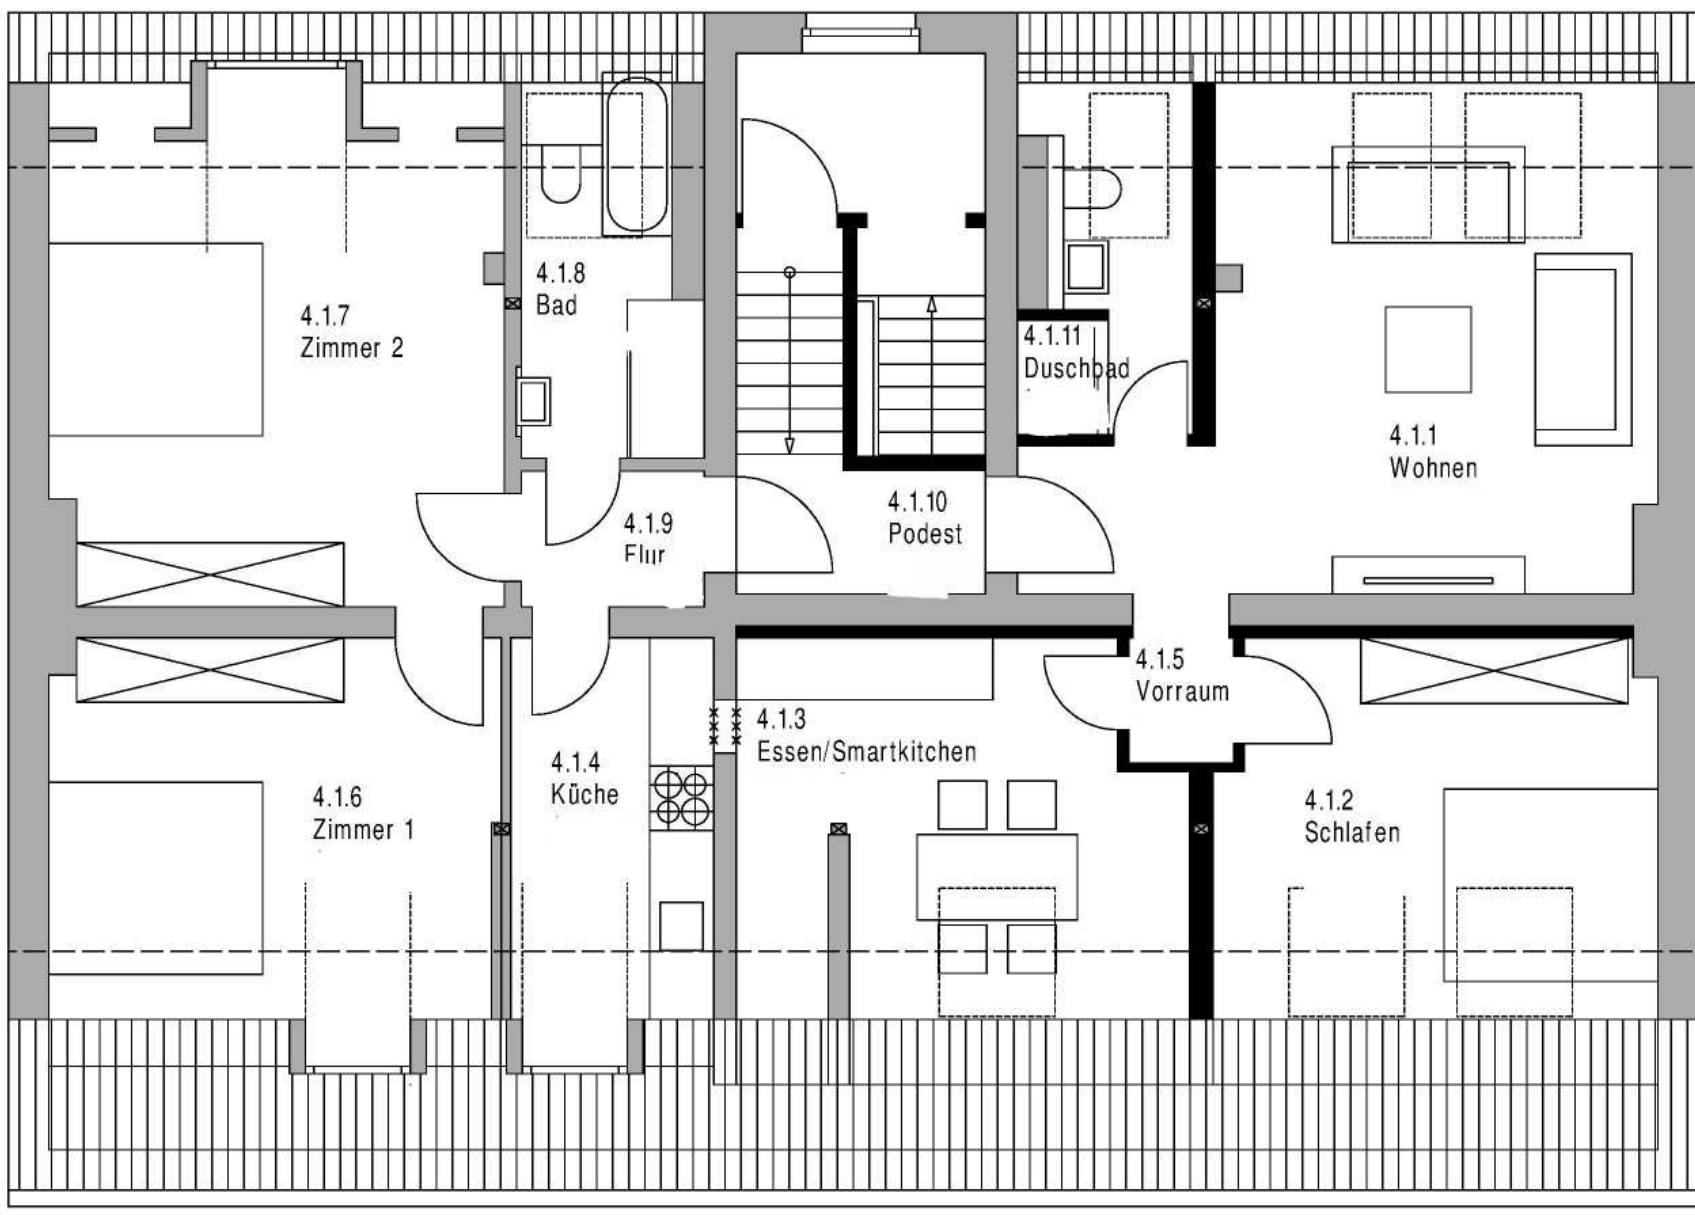 4.1.8
Bad
4.1.7
Zimmer 2
4.1.11
Duschbad
4.1.1
Wohnen
4.1.10
Podest
4.1.9
Flur
4.1.5
Vorraum
4.1.3
Essen/Smartkitchen
4.1.4
Küche
4.1.6
Zimmer 1
4.1.2
Schlafen